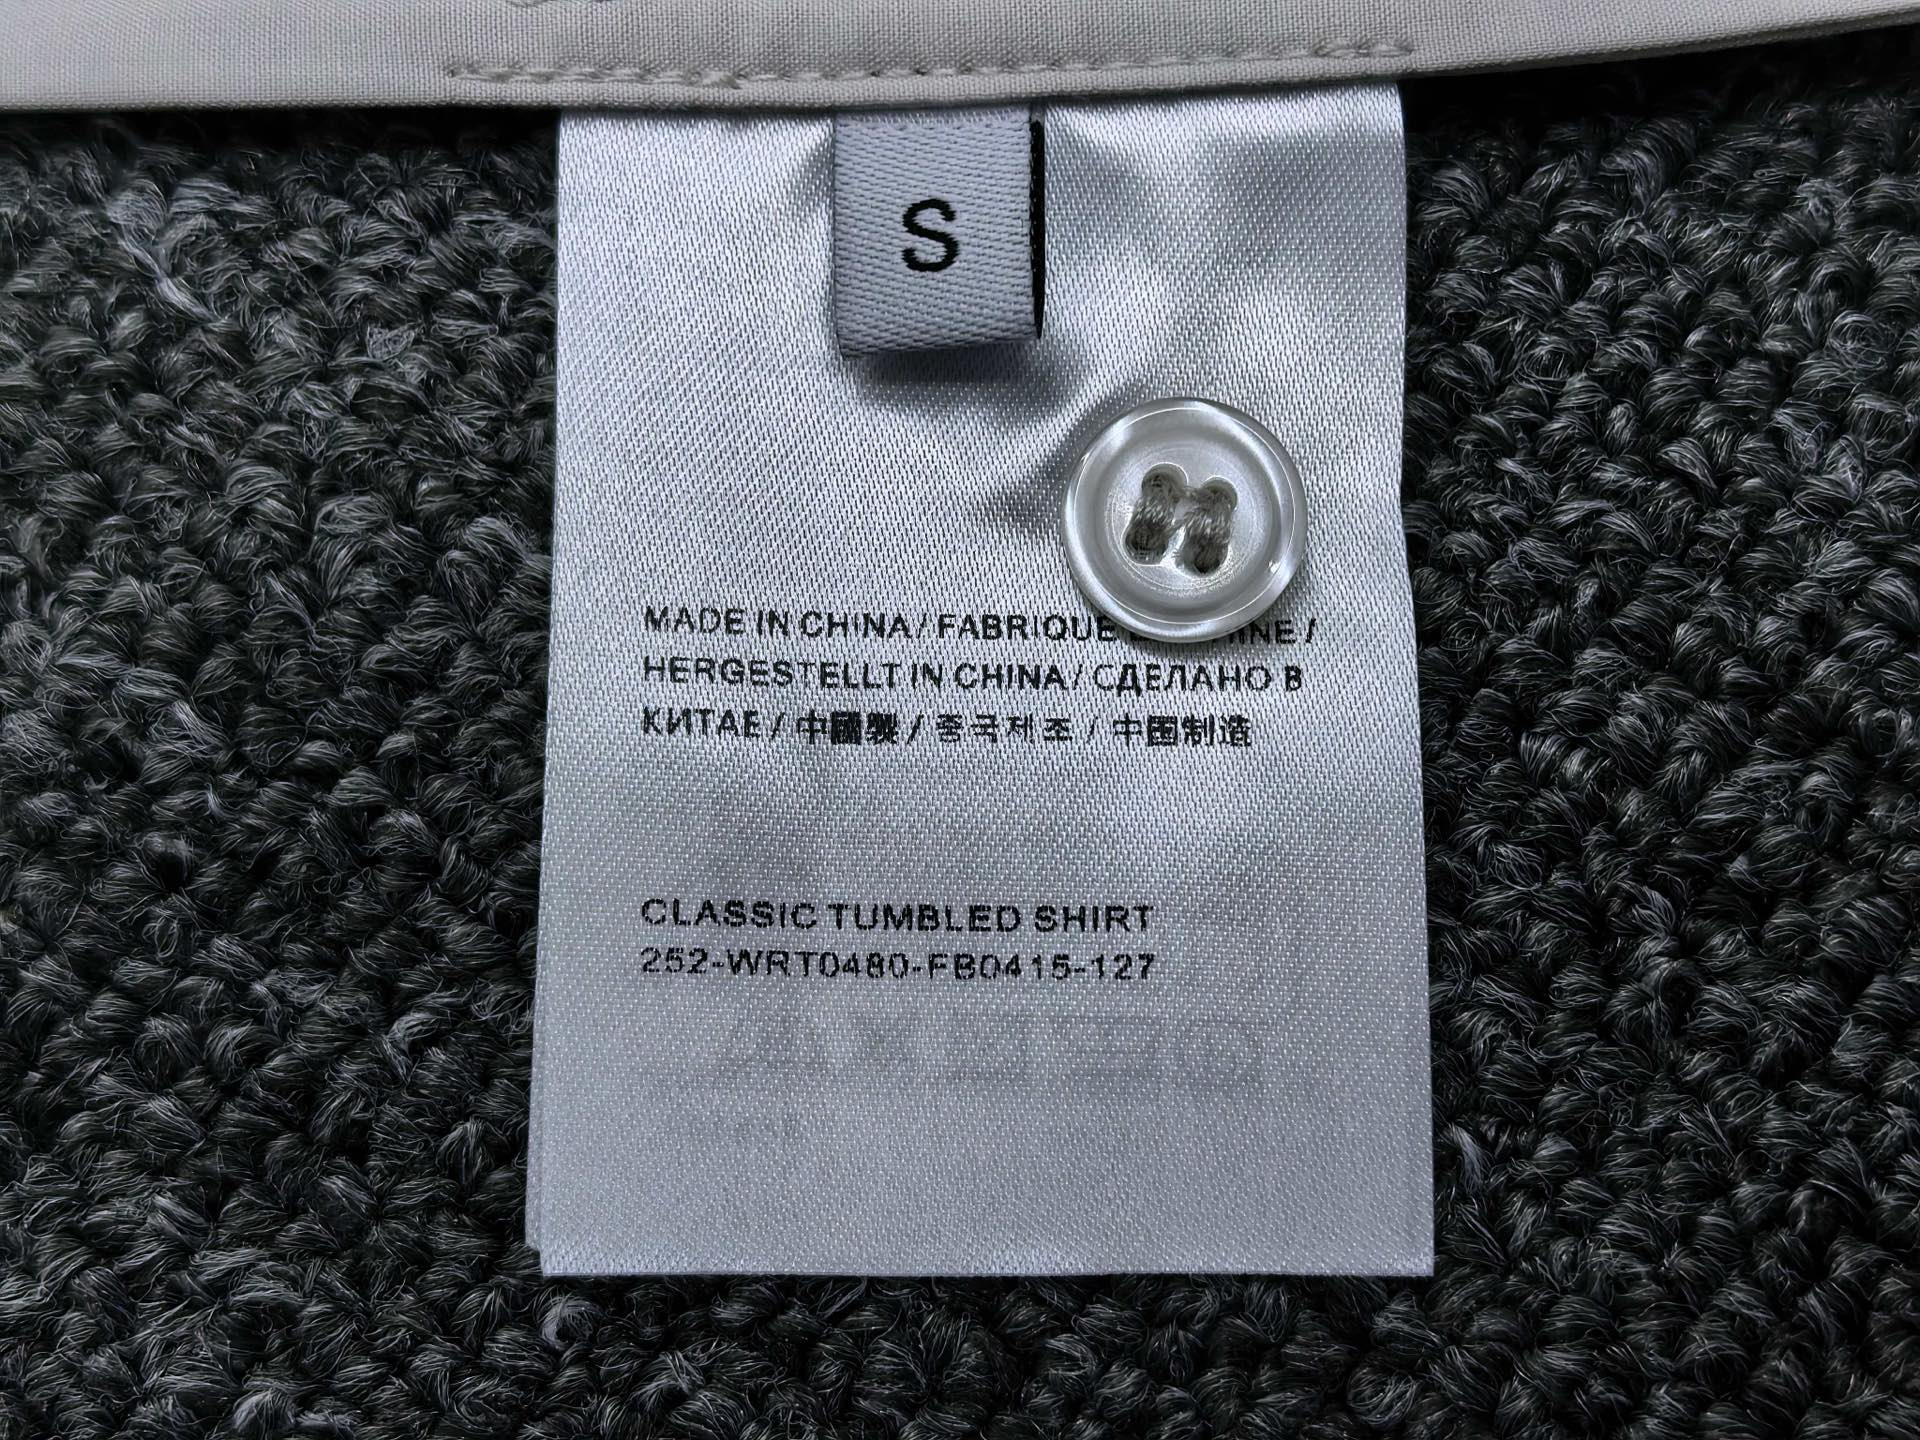 S
MADE IN CHINA / FABRIQUE /
HERGESTELLT IN CHINA / СДЕЛАНО В
КИТАЕ / 中國製 / 중국제조 / 中国制造
CLASSIC TUMBLED SHIRT
252-WRT0480-FB0415-127